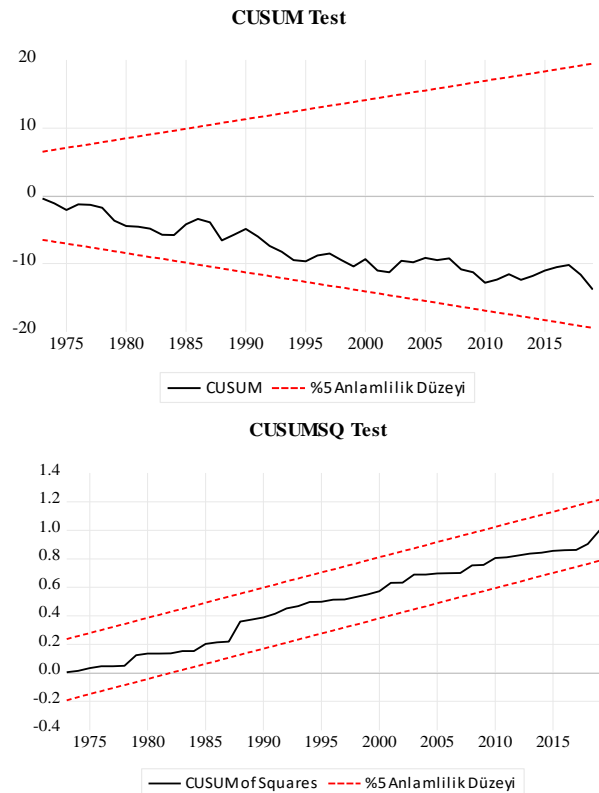 CUSUM Test
20
10
0
-10
-20
1975 1980 1985 1990 1995 2000 2005 2010 2015
CUSUM %5 Anlamlilik Düzeyi
CUSUMSQ Test
1.4
1.2
1.0
0.8
0.6
0.4
0.2
0.0
-0.2
-0.4
1975 1980 1985 1990 1995 2000 2005 2010 2015
CUSUM of Squares %5 Anlamlilik Düzeyi